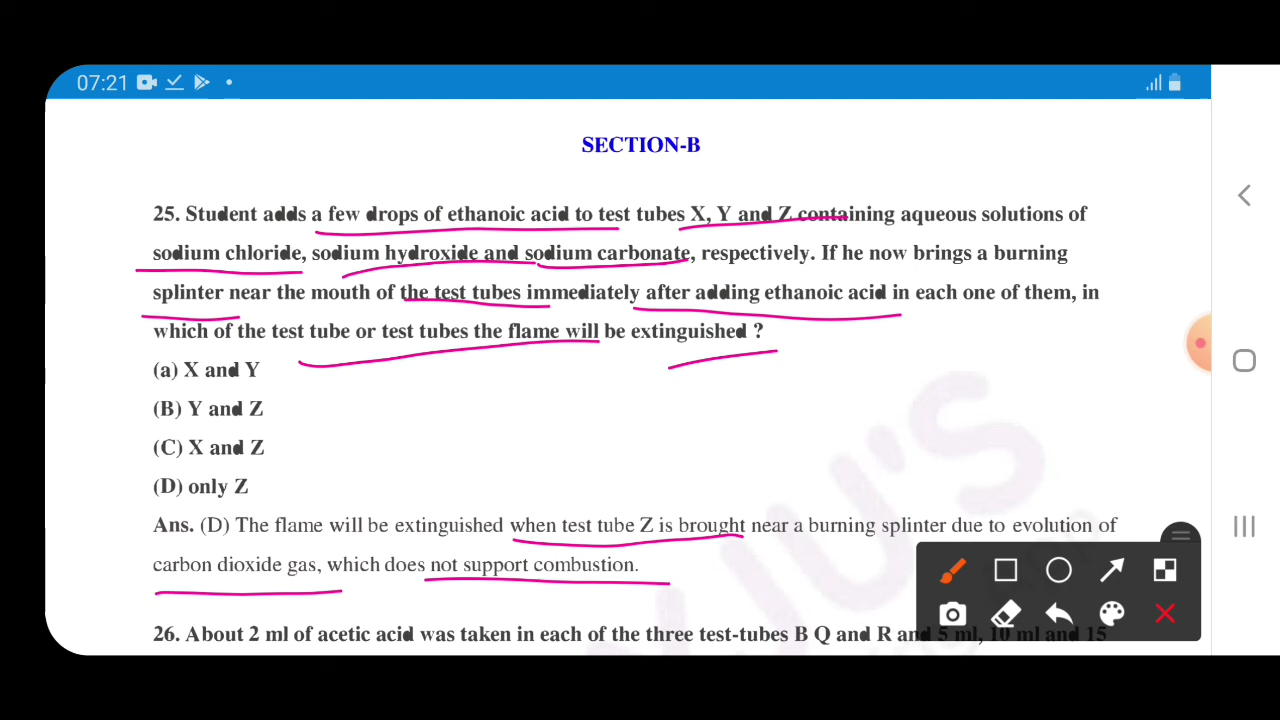 07:21
SECTION-B
25. Student adds a few drops of ethanoic acid to test tubes X, Y and Z containing aqueous solutions of
sodium chloride, sodium hydroxide and sodium carbonate, respectively. If he now brings a burning
splinter near the mouth of the test tubes immediately after adding ethanoic acid in each one of them, in
which of the test tube or test tubes the flame will be extinguished ?
(a) X and Y
(B) Y and Z
(C) X and Z
(D) only Z
Ans. (D) The flame will be extinguished when test tube Z is brought near a burning splinter due to evolution of
carbon dioxide gas, which does not support combustion.
26. About 2 ml of acetic acid was taken in each of the three test-tubes B Q and R and 5 ml, 10 ml and 15